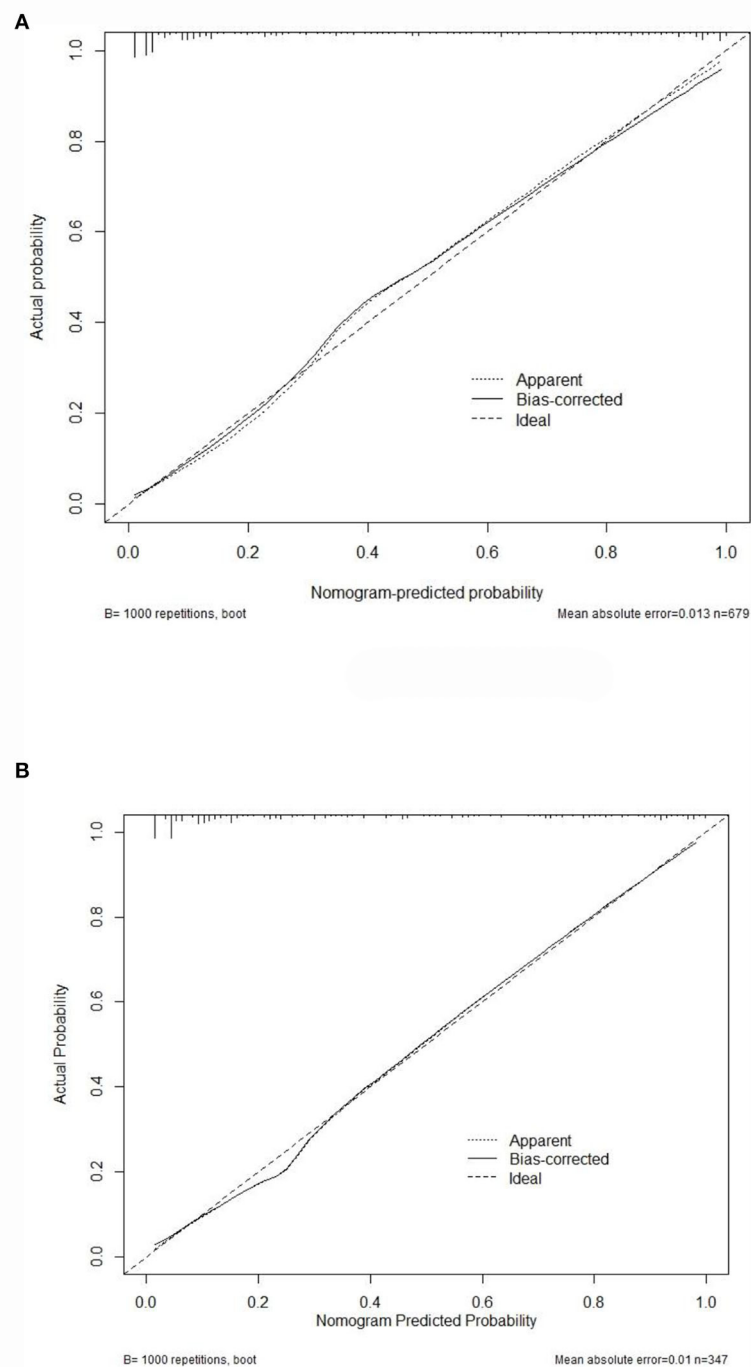 A
1.0
0.8
0.6
0.4
0.2
0.0
Actual probability
Apparent
Bias-corrected
Ideal
0.0 0.2 0.4 0.6 0.8 1.0
Nomogram-predicted probability
B= 1000 repetitions, boot
Mean absolute error=0.013 n=679
B
1.0
0.8
0.6
0.4
0.2
0.0
Actual Probability
Apparent
Bias-corrected
Ideal
0.0 0.2 0.4 0.6 0.8 1.0
Nomogram Predicted Probability
B= 1000 repetitions, boot
Mean absolute error=0.01 n=347